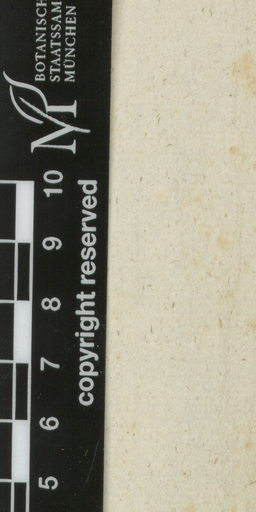 BOTANISCH
STAATSSAM
MÜNCHEN
M
10
9
8
7
6
5
copyright reserved